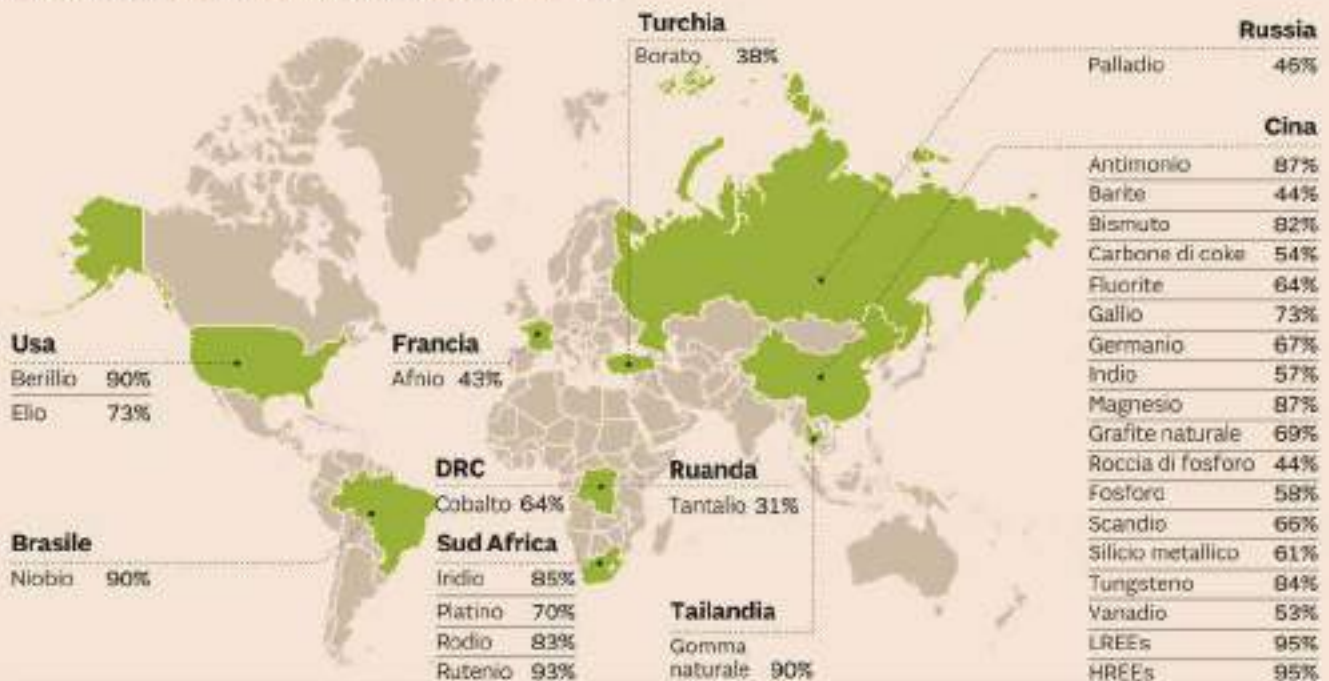 Turchia
Borato 38%
Russia
Palladio 46%
Cina
Antimonio 87%
Barite 44%
Bismuto 82%
Carbone di coke 54%
Fluorite 64%
Gallio 73%
Germanio 67%
Indio 57%
Magnesio 87%
Grafite naturale 69%
Roccia di fosforo 44%
Fosforo 58%
Scandio 66%
Silicio metallico 61%
Tungsteno 84%
Vanadio 53%
LREEs 95%
HREEs 95%
Usa
Berillio 90%
Elio 73%
Francia
Afnio 43%
DRC
Cobalto 64%
Ruanda
Tantalio 31%
Brasile
Niobio 90%
Sud Africa
Iridio 85%
Platino 70%
Rodio 83%
Rutenio 93%
Tailandia
Gomma
naturale 90%